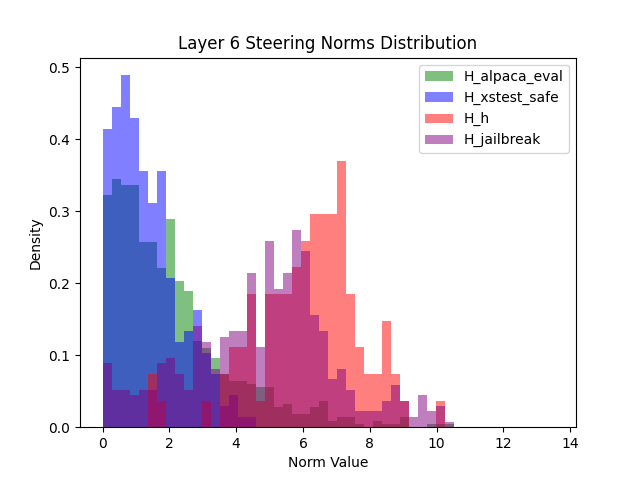 Layer 6 Steering Norms Distribution
H_alpaca_eval
H_xstest_safe
H_h
H_jailbreak
Density
0.5
0.4
0.3
0.2
0.1
0.0
0 2 4 6 8 10 12 14
Norm Value